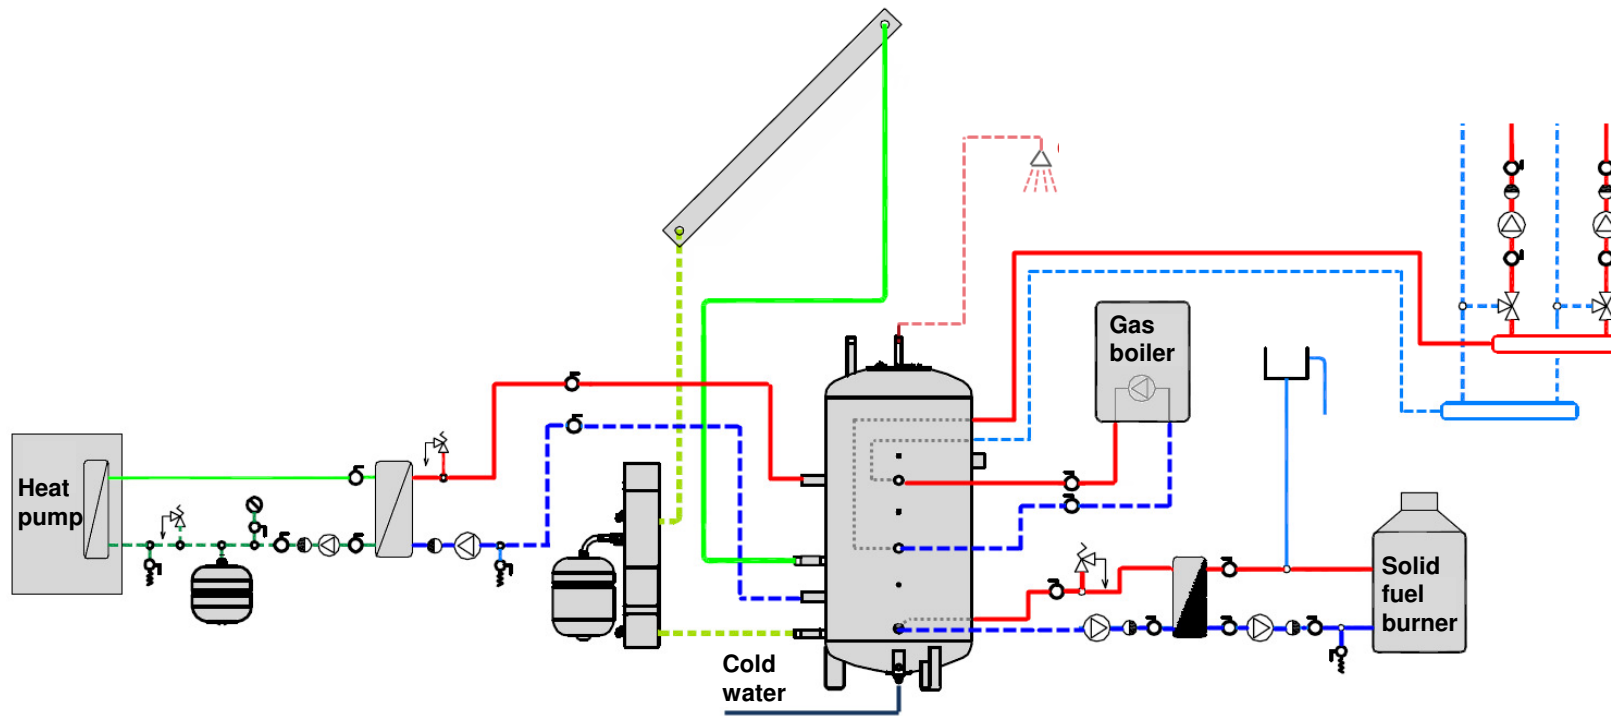 Gas
boiler
Heat
pump
Solid
fuel
burner
Cold
water